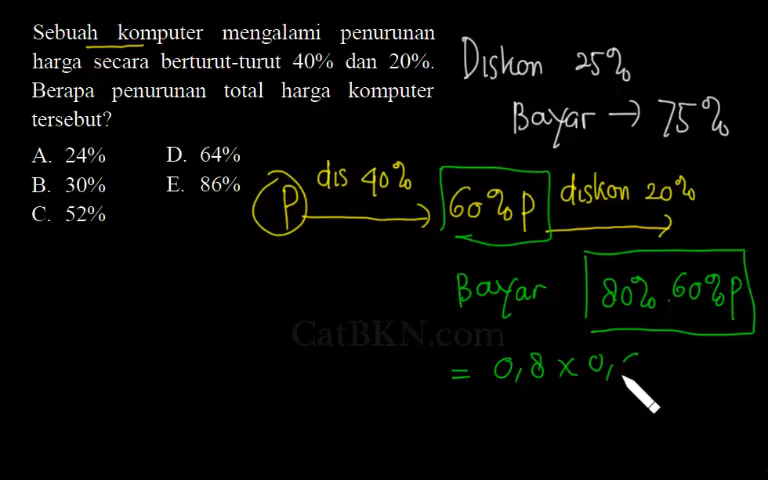 Sebuah komputer mengalami penurunan
harga secara berturut-turut 40% dan 20%.
Berapa penurunan total harga komputer
tersebut?
A. 24% D. 64%
B. 30% E. 86%
C. 52%
Diskon 25%
Bayar → 75%
P dis 40% 60% P diskon 20%
Bayar 80% . 60% P
= 0,8 × 0,
CatBKN.com